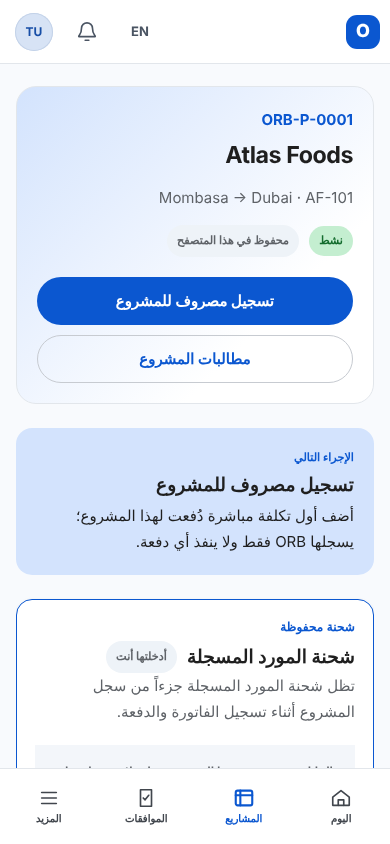 O
EN
TU
ORB-P-0001
Atlas Foods
Mombasa → Dubai · AF-101
نشط
محفوظ في هذا المتصفح
تسجيل مصروف للمشروع
مطالبات المشروع
الإجراء التالي
تسجيل مصروف للمشروع
أضف أول تكلفة مباشرة دُفعت لهذا المشروع؛
يسجلها ORB فقط ولا ينفذ أي دفعة.
شحنة محفوظة
شحنة المورد المسجلة
أدخلتها أنت
تظل شحنة المورد المسجلة جزءاً من سجل
المشروع أثناء تسجيل الفاتورة والدفعة.
اليوم
المشاريع
الموافقات
المزيد